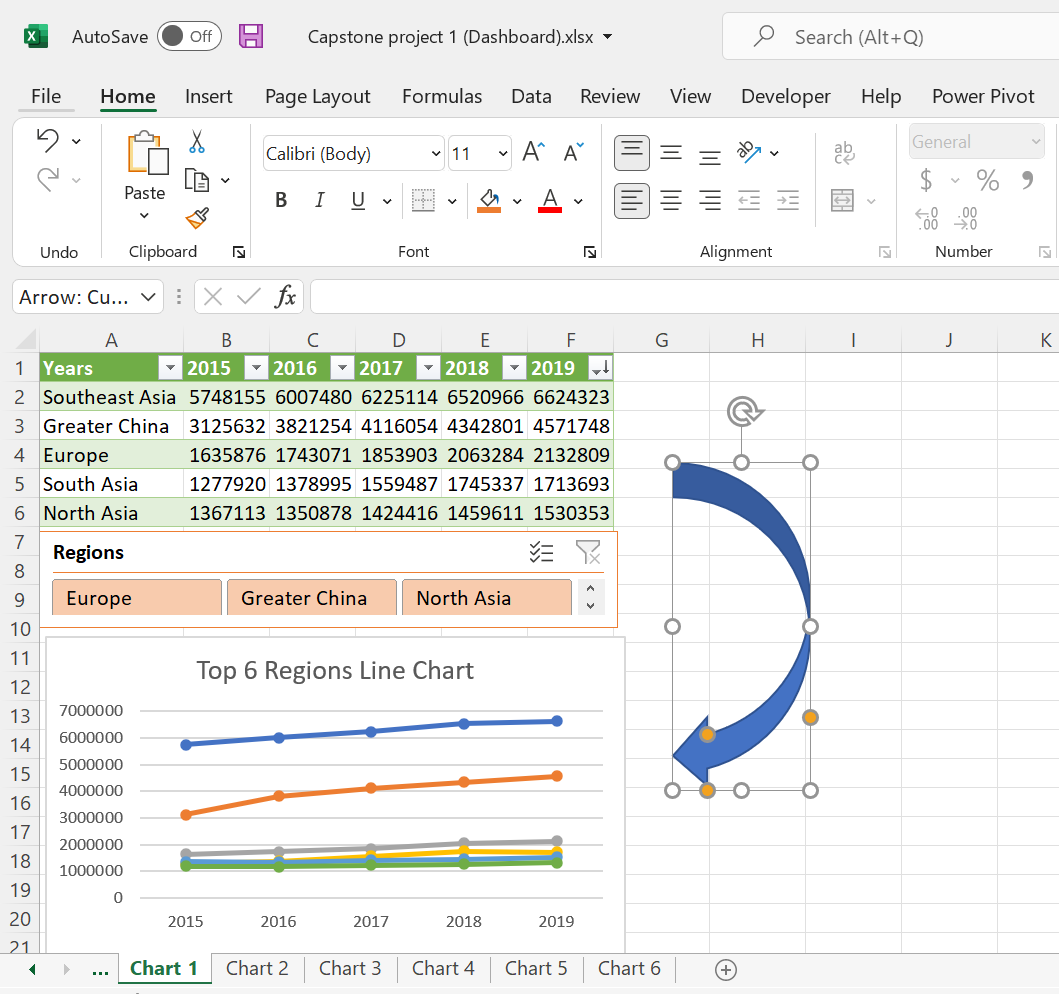 AutoSave Off Capstone project 1 (Dashboard).xlsx Search (Alt+Q)
File Home Insert Page Layout Formulas Data Review View Developer Help Power Pivot
Paste
Calibri (Body) 11
B I U A
ab
General
$ % 9
Undo Clipboard Font Alignment Number
Arrow: Cu... fx
A B C D E F G H I J K
1 Years 2015 2016 2017 2018 2019
2 Southeast Asia 5748155 6007480 6225114 6520966 6624323
3 Greater China 3125632 3821254 4116054 4342801 4571748
4 Europe 1635876 1743071 1853903 2063284 2132809
5 South Asia 1277920 1378995 1559487 1745337 1713693
6 North Asia 1367113 1350878 1424416 1459611 1530353
7 Regions
8
9 Europe Greater China North Asia
10
11 Top 6 Regions Line Chart
12
13 7000000
14 6000000
15 5000000
16 4000000
17 3000000
18 2000000
1000000
19 0
20 2015 2016 2017 2018 2019
21
... Chart 1 Chart 2 Chart 3 Chart 4 Chart 5 Chart 6